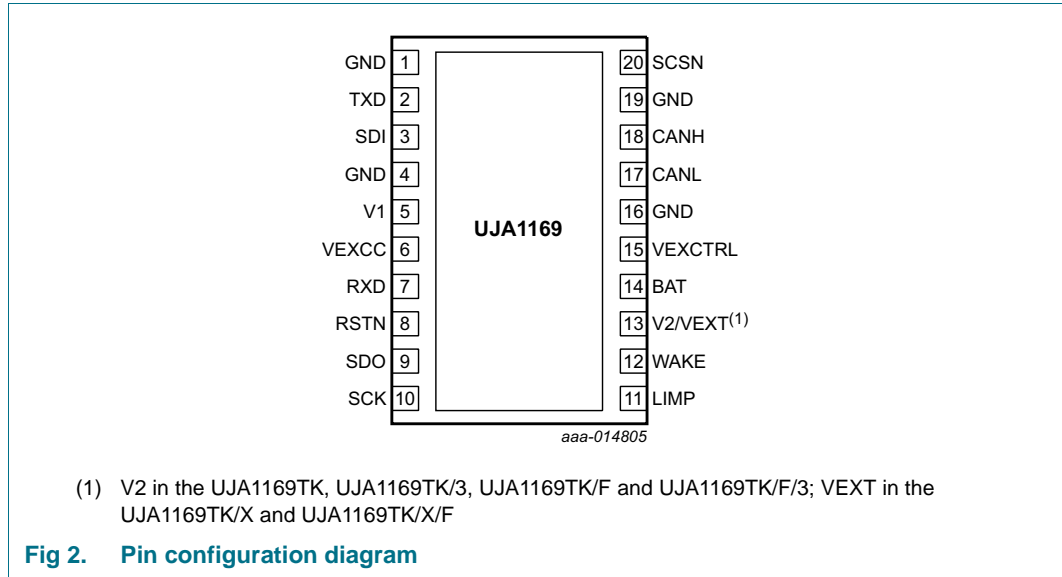 GND 1
TXD 2
SDI 3
GND 4
V1 5
VEXCC 6
RXD 7
RSTN 8
SDO 9
SCK 10
UJA1169
20 SCSN
19 GND
18 CANH
17 CANL
16 GND
15 VEXCTRL
14 BAT
13 V2/VEXT(1)
12 WAKE
11 LIMP
aaa-014805
(1) V2 in the UJA1169TK, UJA1169TK/3, UJA1169TK/F and UJA1169TK/F/3; VEXT in the
UJA1169TK/X and UJA1169TK/X/F
Fig 2. Pin configuration diagram